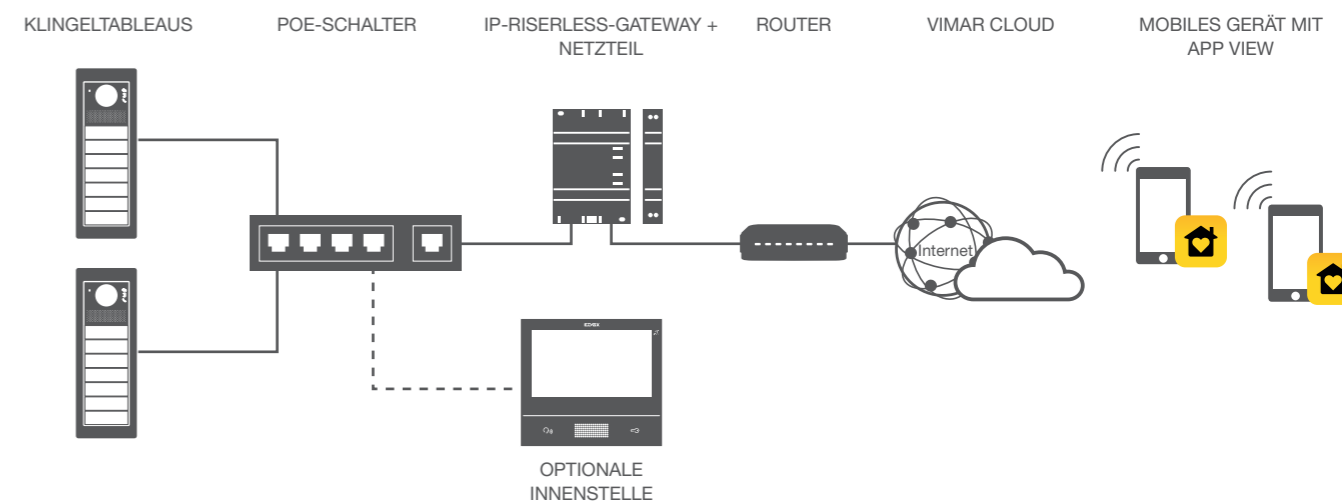 KLINGELTABLEAUS
POE-SCHALTER
IP-RISERLESS-GATEWAY +
NETZTEIL
ROUTER
VIMAR CLOUD
MOBILES GERÄT MIT
APP VIEW
Internet
OPTIONALE
INNENSTELLE